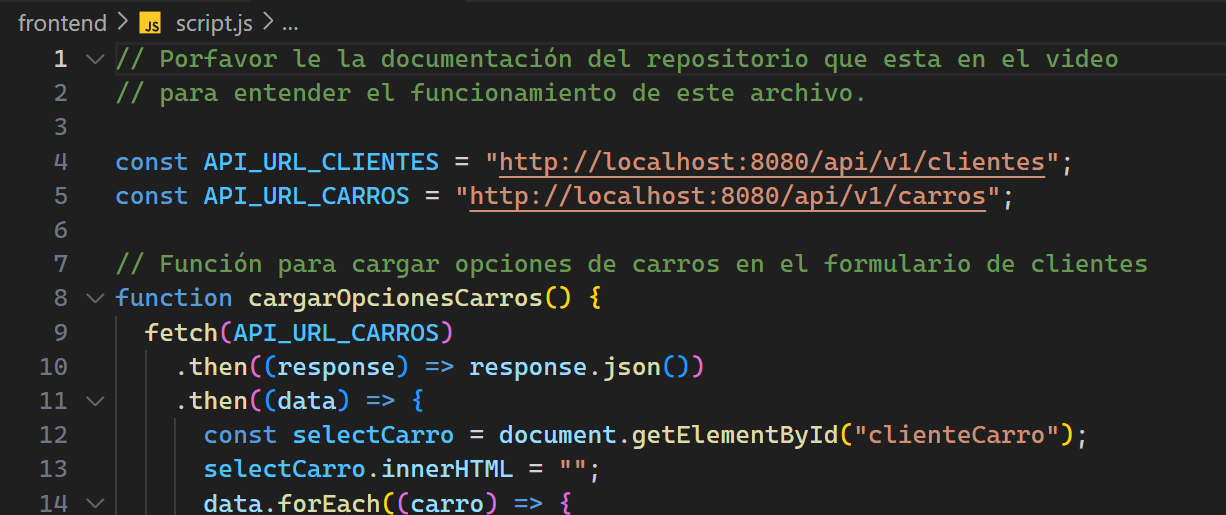 frontend > JS script.js > ...
1 // Porfavor le la documentación del repositorio que esta en el video
2 // para entender el funcionamiento de este archivo.
3
4 const API_URL_CLIENTES = "http://localhost:8080/api/v1/clientes";
5 const API_URL_CARROS = "http://localhost:8080/api/v1/carros";
6
7 // Función para cargar opciones de carros en el formulario de clientes
8 function cargarOpcionesCarros() {
9 fetch(API_URL_CARROS)
10 .then((response) => response.json())
11 .then((data) => {
12 const selectCarro = document.getElementById("clienteCarro");
13 selectCarro.innerHTML = "";
14 data.forEach((carro) => {